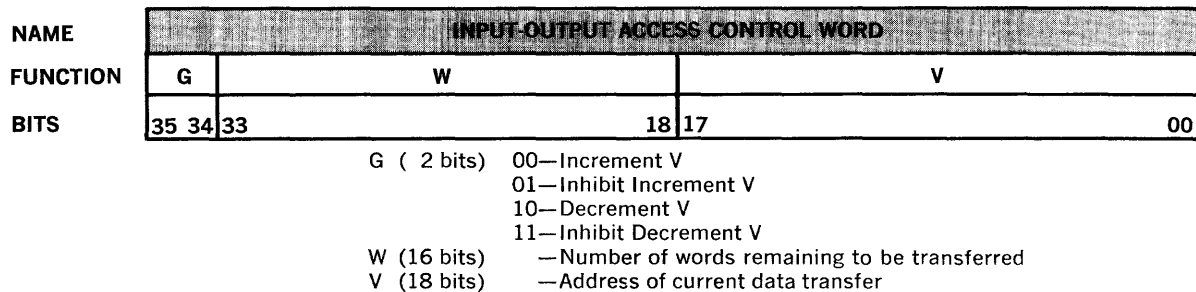 NAME INPUT-OUTPUT ACCESS CONTROL WORD
FUNCTION G W V
BITS 35 34 33 18 17 00
G ( 2 bits) 00—Increment V
01—Inhibit Increment V
10—Decrement V
11—Inhibit Decrement V
W (16 bits) —Number of words remaining to be transferred
V (18 bits) —Address of current data transfer